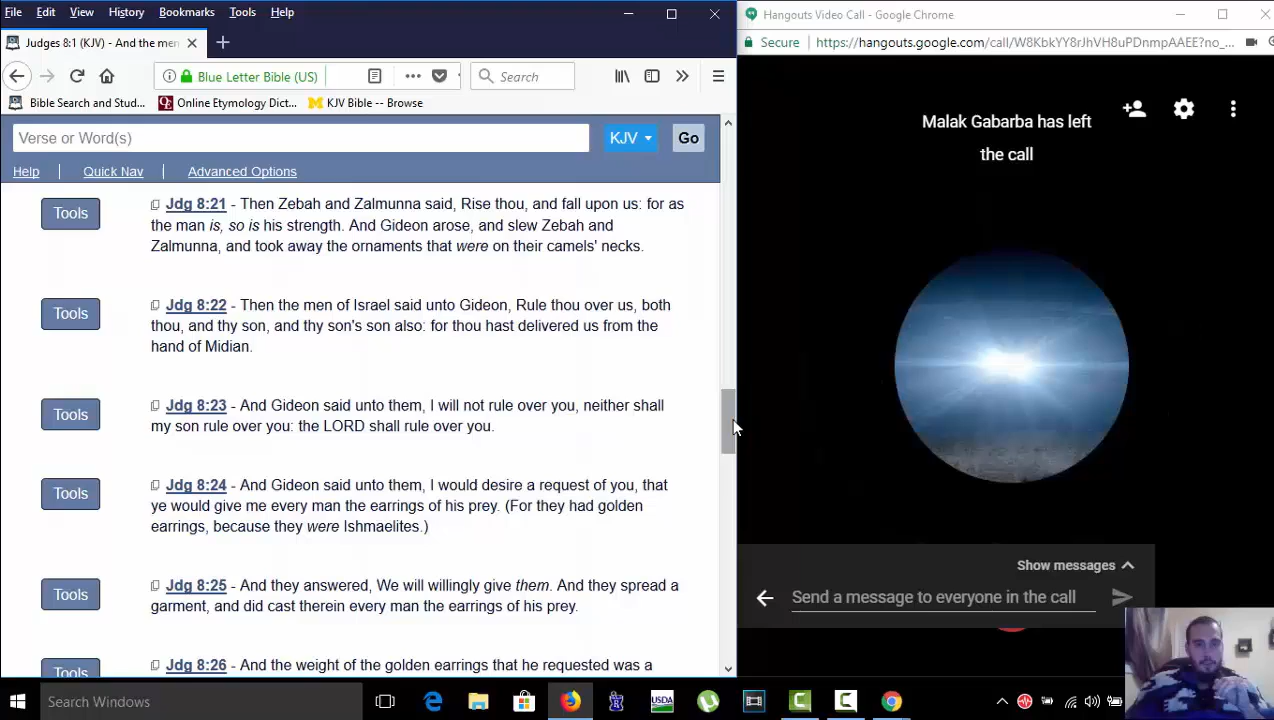 File Edit View History Bookmarks Tools Help
Judges 8:1 (KJV) - And the men
Blue Letter Bible (US)
Search
Bible Search and Stud... Online Etymology Dict... KJV Bible -- Browse
Verse or Word(s)
KJV
Go
Help Quick Nav Advanced Options
Tools
Jdg 8:21 - Then Zebah and Zalmunna said, Rise thou, and fall upon us: for as
the man is, so is his strength. And Gideon arose, and slew Zebah and
Zalmunna, and took away the ornaments that were on their camels' necks.
Tools
Jdg 8:22 - Then the men of Israel said unto Gideon, Rule thou over us, both
thou, and thy son, and thy son's son also: for thou hast delivered us from the
hand of Midian.
Tools
Jdg 8:23 - And Gideon said unto them, I will not rule over you, neither shall
my son rule over you: the LORD shall rule over you.
Tools
Jdg 8:24 - And Gideon said unto them, I would desire a request of you, that
ye would give me every man the earrings of his prey. (For they had golden
earrings, because they were Ishmaelites.)
Tools
Jdg 8:25 - And they answered, We will willingly give them. And they spread a
garment, and did cast therein every man the earrings of his prey.
Tools
Jdg 8:26 - And the weight of the golden earrings that he requested was a
Hangouts Video Call - Google Chrome
Secure https://hangouts.google.com/call/W8KbkYY8rJhVH8uPDnmpAAEE?no_...
Malak Gabarba has left
the call
Show messages
Send a message to everyone in the call
Search Windows
USDA